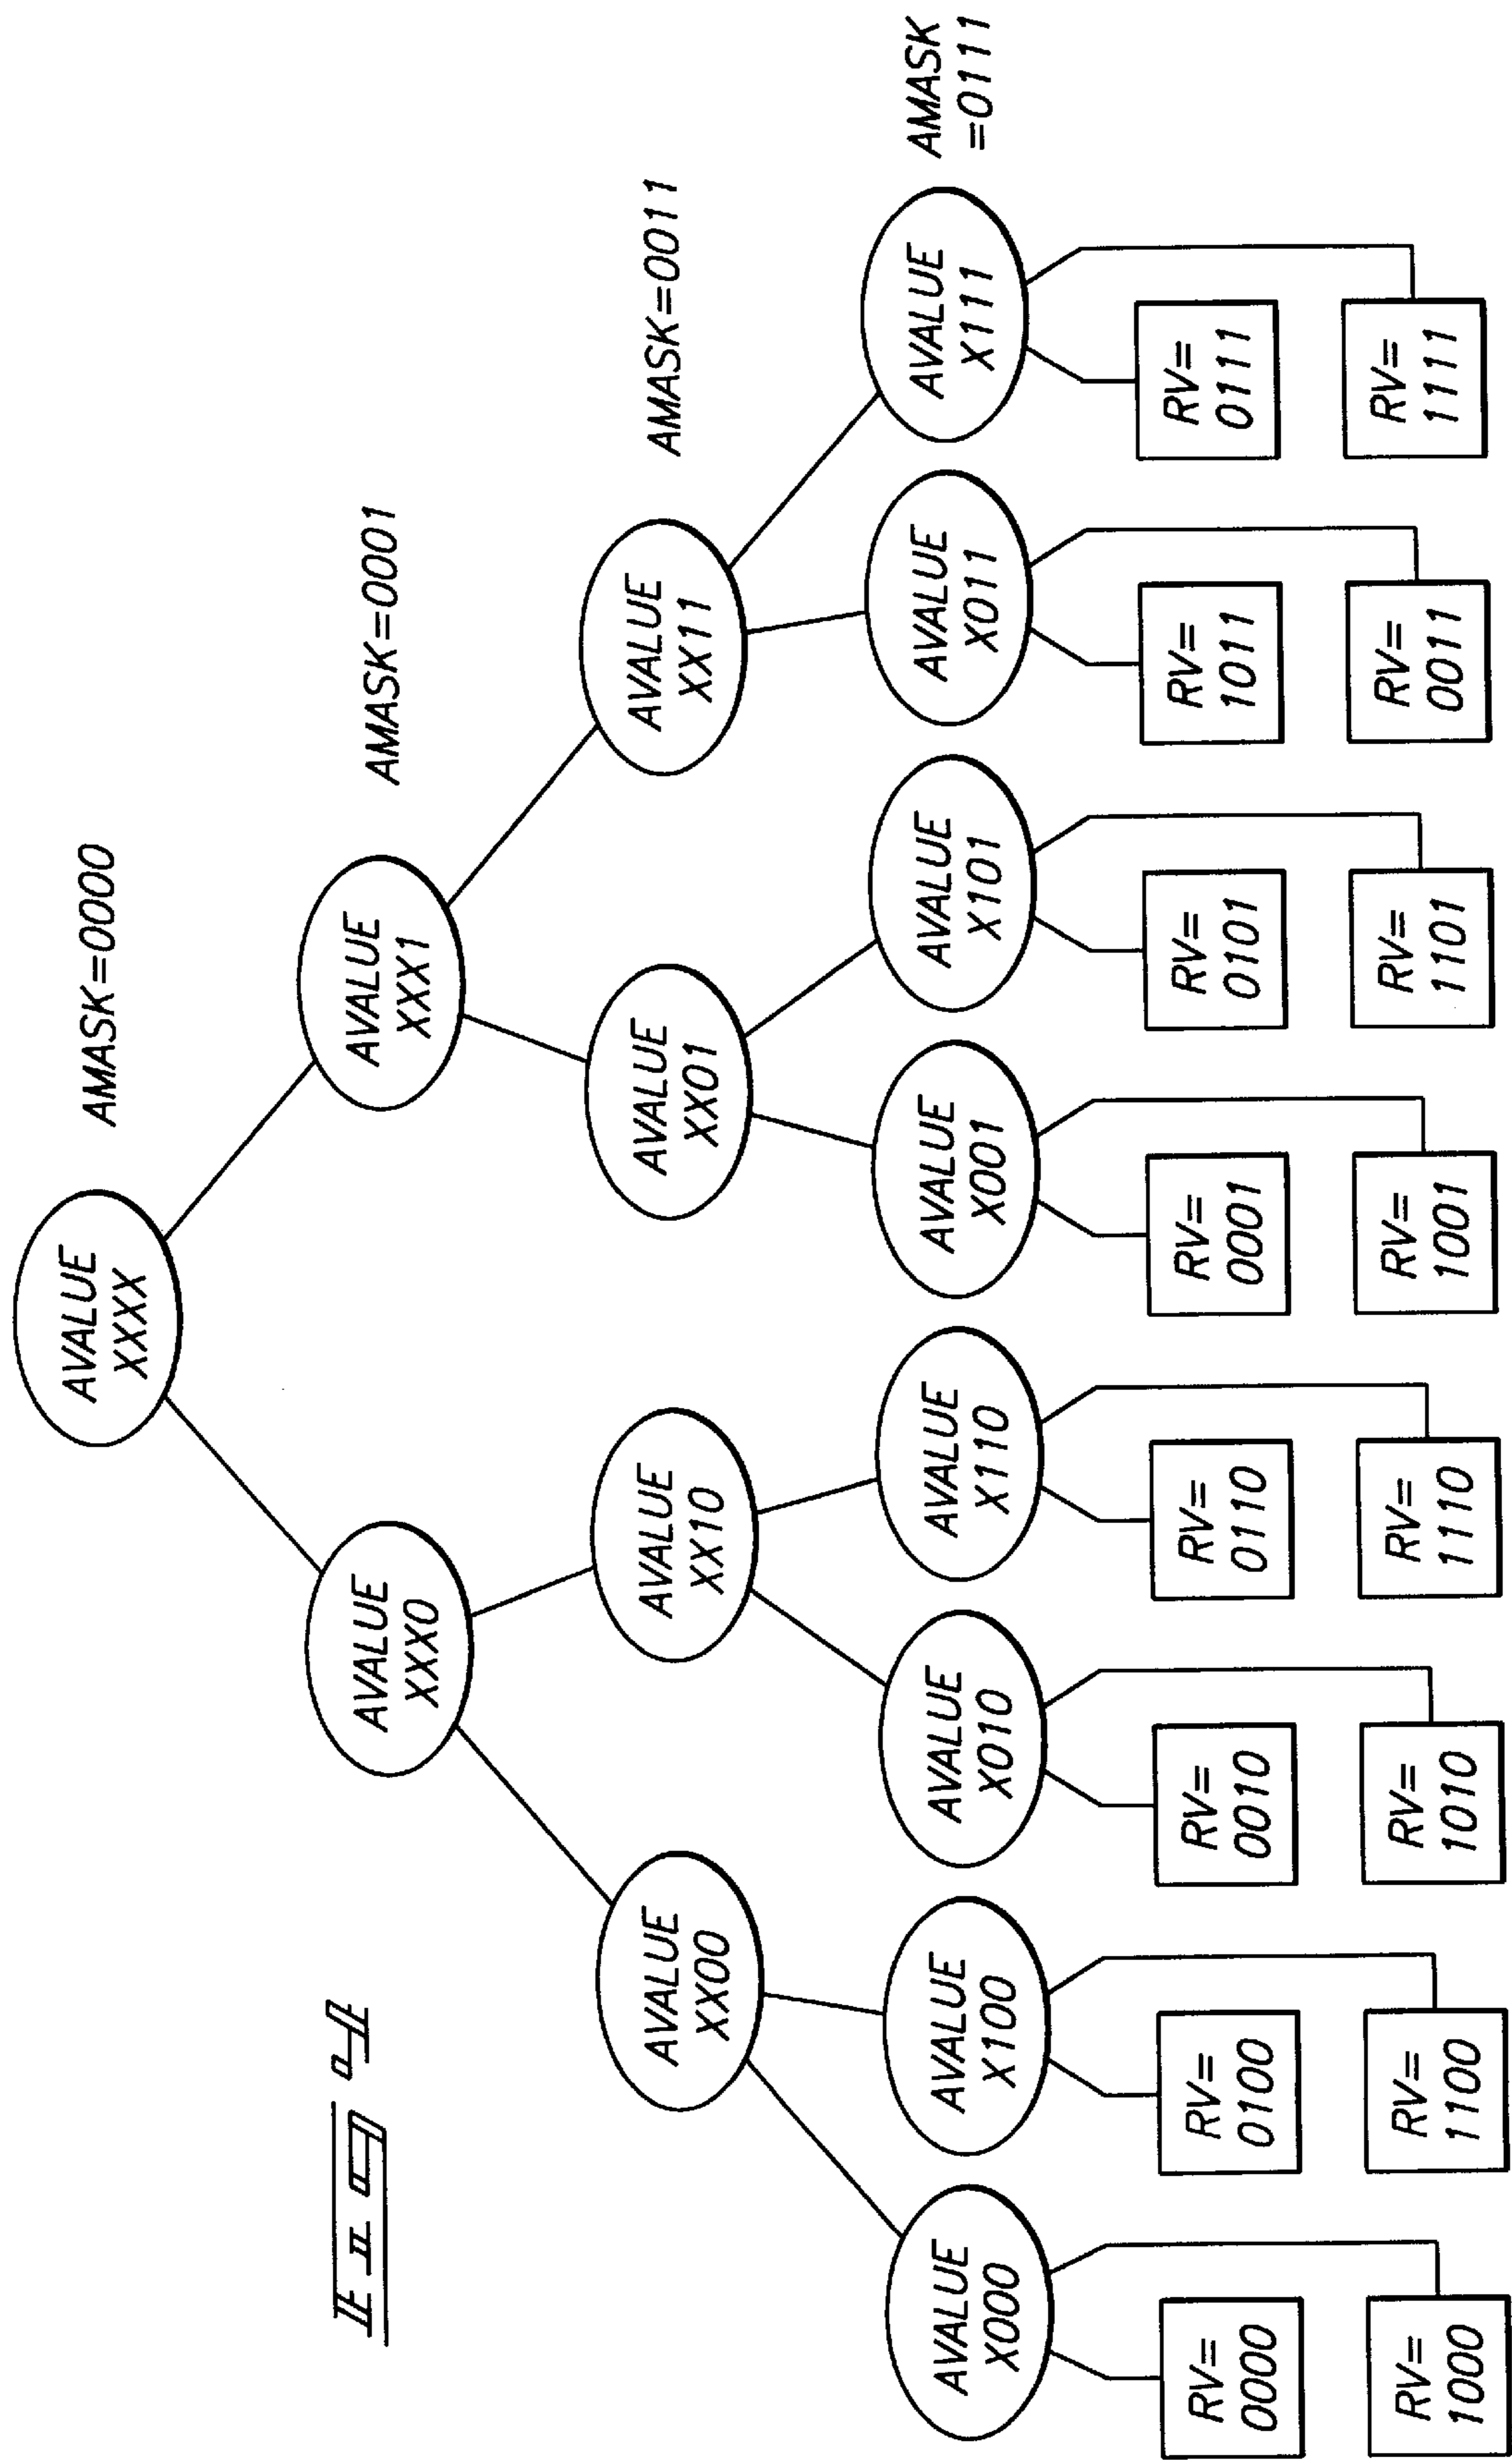 FIG 4
AVALUE
XXXX
AMASK=0000
AVALUE
XXX0
AVALUE
XXX1
AMASK=0001
AVALUE
XX00
AVALUE
XX10
AVALUE
XX01
AVALUE
XX11
AMASK=0011
AVALUE
X000
AVALUE
X100
AVALUE
X010
AVALUE
X110
AVALUE
X001
AVALUE
X101
AVALUE
X011
AVALUE
X111
AMASK
=0111
RV=
0000
RV=
0100
RV=
0010
RV=
0110
RV=
0001
RV=
0101
RV=
1011
RV=
0111
RV=
1000
RV=
1100
RV=
1010
RV=
1110
RV=
1001
RV=
1101
RV=
0011
RV=
1111